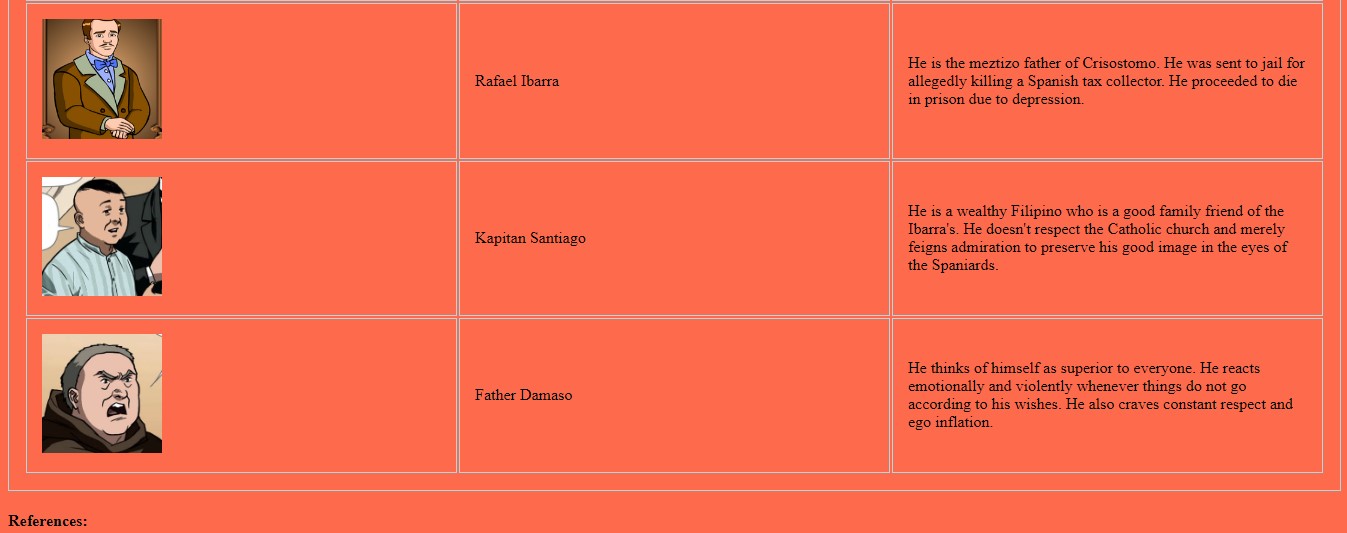 Rafael Ibarra
He is the meztizo father of Crisostomo. He was sent to jail for
allegedly killing a Spanish tax collector. He proceeded to die
in prison due to depression.
Kapitan Santiago
He is a wealthy Filipino who is a good family friend of the
Ibarra's. He doesn't respect the Catholic church and merely
feigns admiration to preserve his good image in the eyes of
the Spaniards.
Father Damaso
He thinks of himself as superior to everyone. He reacts
emotionally and violently whenever things do not go
according to his wishes. He also craves constant respect and
ego inflation.
References: